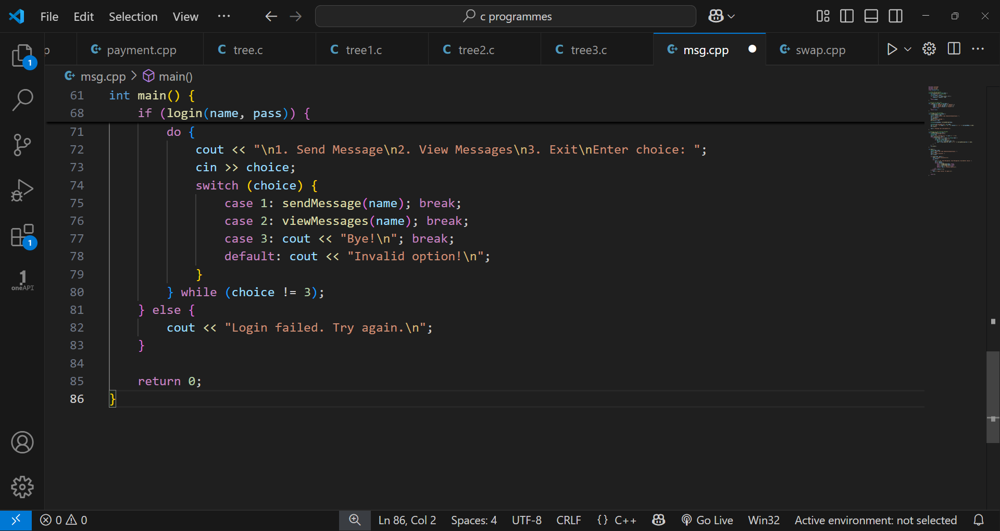 File Edit Selection View ··· c programmes
p payment.cpp tree.c tree1.c tree2.c tree3.c msg.cpp swap.cpp
msg.cpp > main()
61 int main() {
68 if (login(name, pass)) {
71 do {
72 cout << "\n1. Send Message\n2. View Messages\n3. Exit\nEnter choice: ";
73 cin >> choice;
74 switch (choice) {
75 case 1: sendMessage(name); break;
76 case 2: viewMessages(name); break;
77 case 3: cout << "Bye!\n"; break;
78 default: cout << "Invalid option!\n";
79 }
80 } while (choice != 3);
81 } else {
82 cout << "Login failed. Try again.\n";
83 }
84
85 return 0;
86 }
1
1
1
oneAPI
0 0 Ln 86, Col 2 Spaces: 4 UTF-8 CRLF {} C++ Go Live Win32 Active environment: not selected